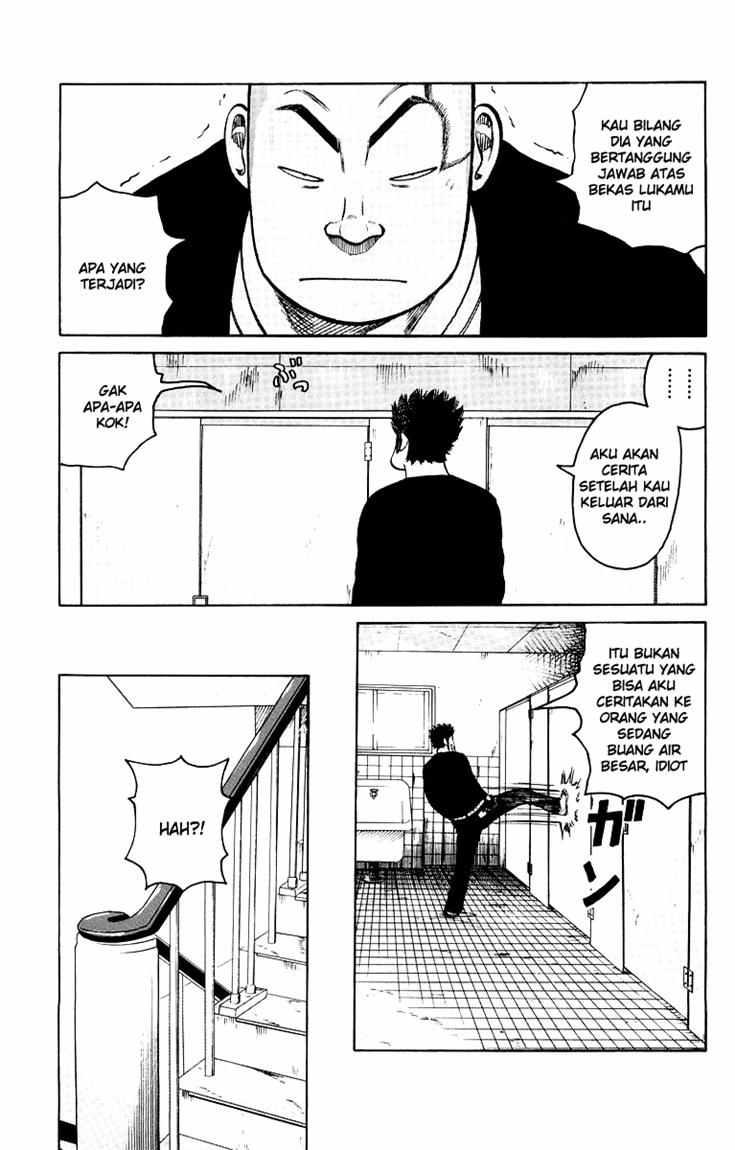 KAU BILANG
DIA YANG
BERTANGGUNG
JAWAB ATAS
BEKAS LUKAMU
ITU
APA YANG
TERJADI?
......
AKU AKAN
CERITA
SETELAH KAU
KELUAR DARI
SANA..
GAK
APA-APA
KOK!
ITU BUKAN
SESUATU YANG
BISA AKU
CERITAKAN KE
ORANG YANG
SEDANG
BUANG AIR
BESAR, IDIOT
ガン
HAH?!